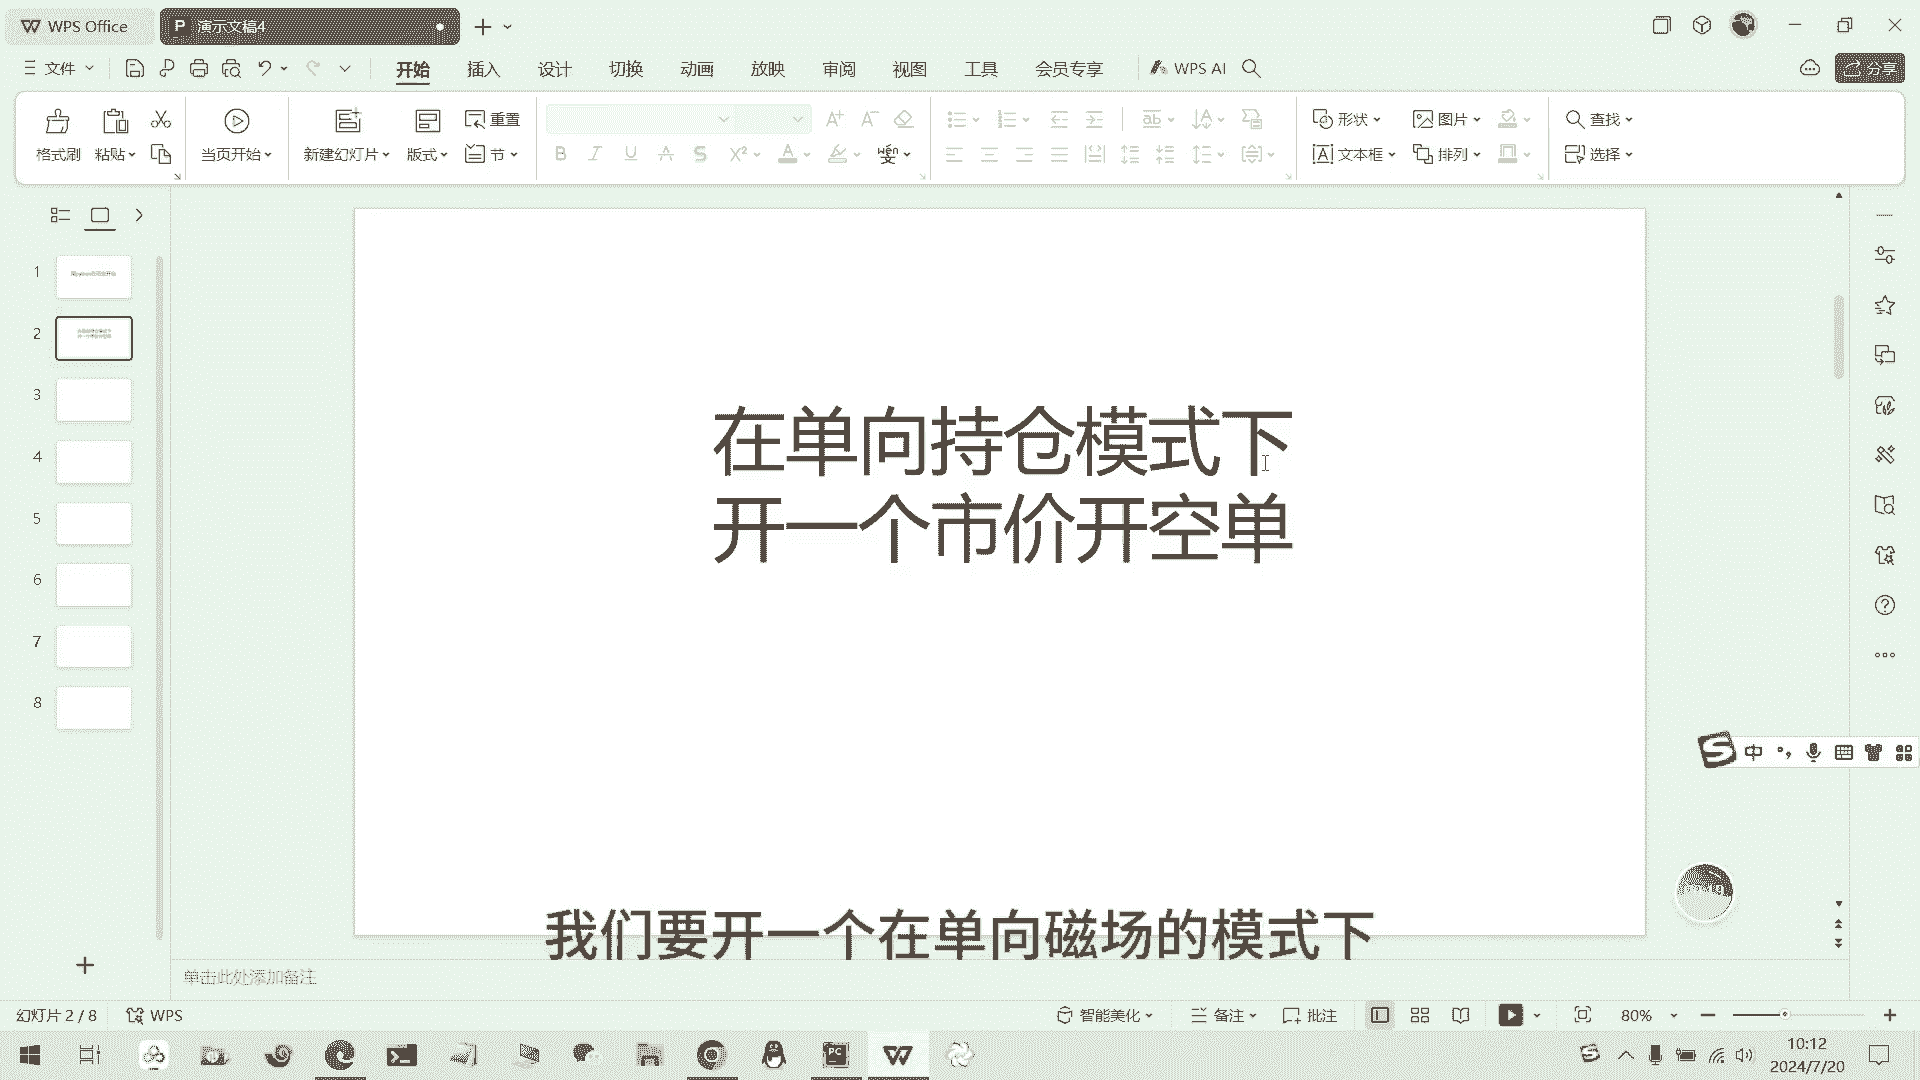 WPS Office
演示文稿4
文件
开始
插入
设计
切换
动画
放映
审阅
视图
工具
会员专享
WPS AI
分享
格式刷
粘贴
当页开始
新建幻灯片
版式
重置
节
形状
图片
查找
文本框
排列
选择
1
2
3
4
5
6
7
8
在单向持仓模式下
开一个市价开空单
我们要开一个在单向磁场的模式下
单击此处添加备注
幻灯片 2 / 8
WPS
智能美化
备注
批注
80%
中
10:12
2024/7/20